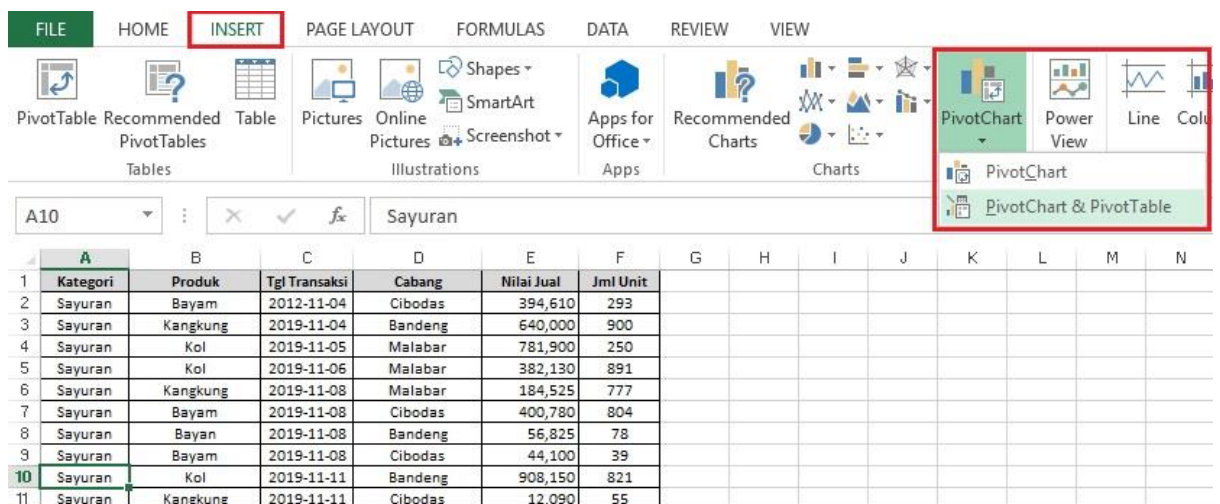 FILE HOME INSERT PAGE LAYOUT FORMULAS DATA REVIEW VIEW
PivotTable Recommended PivotTables Table
Tables
Pictures Online Pictures Shapes SmartArt Screenshot
Illustrations
Apps for Office
Apps
Recommended Charts
Charts
PivotChart Power View
Line Colu
PivotChart
PivotChart & PivotTable
A10 fx Sayuran
A B C D E F G H I J K L M N
1 Kategori Produk Tgl Transaksi Cabang Nilai Jual Jml Unit
2 Sayuran Bayam 2012-11-04 Cibodas 394,610 293
3 Sayuran Kangkung 2019-11-04 Bandeng 640,000 900
4 Sayuran Kol 2019-11-05 Malabar 781,900 250
5 Sayuran Kol 2019-11-06 Malabar 382,130 891
6 Sayuran Kangkung 2019-11-08 Malabar 184,525 777
7 Sayuran Bayam 2019-11-08 Cibodas 400,780 804
8 Sayuran Bayan 2019-11-08 Bandeng 56,825 78
9 Sayuran Bayam 2019-11-08 Cibodas 44,100 39
10 Sayuran Kol 2019-11-11 Bandeng 908,150 821
11 Sayuran Kangkung 2019-11-11 Cibodas 12,090 55